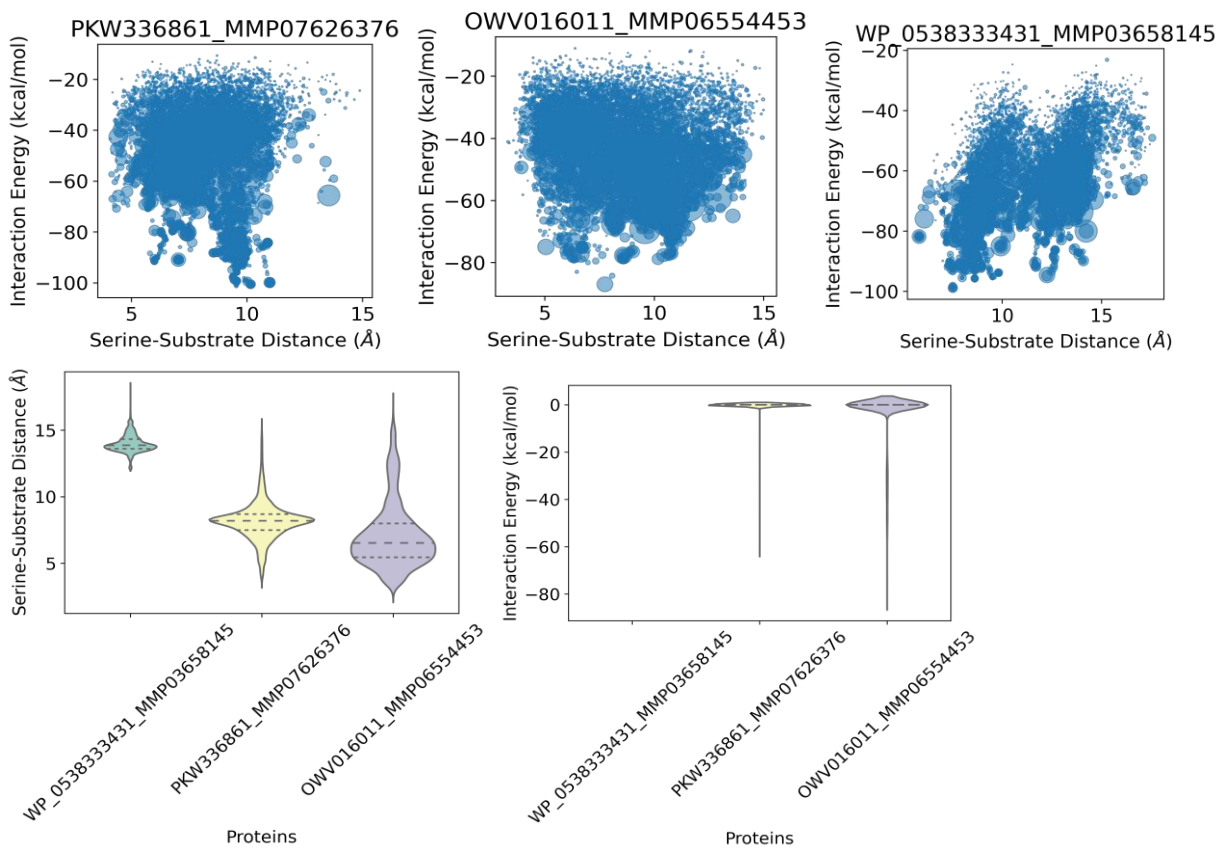 PKW336861_MMP07626376
Interaction Energy (kcal/mol)
−20
−40
−60
−80
−100
5
10
15
Serine-Substrate Distance (Å)
OWV016011_MMP06554453
Interaction Energy (kcal/mol)
−20
−40
−60
−80
5
10
15
Serine-Substrate Distance (Å)
WP_0538333431_MMP03658145
Interaction Energy (kcal/mol)
−20
−40
−60
−80
−100
10
15
Serine-Substrate Distance (Å)
Serine-Substrate Distance (Å)
15
10
5
WP_0538333431_MMP03658145
PKW336861_MMP07626376
OWV016011_MMP06554453
Proteins
Interaction Energy (kcal/mol)
0
−20
−40
−60
−80
WP_0538333431_MMP03658145
PKW336861_MMP07626376
OWV016011_MMP06554453
Proteins